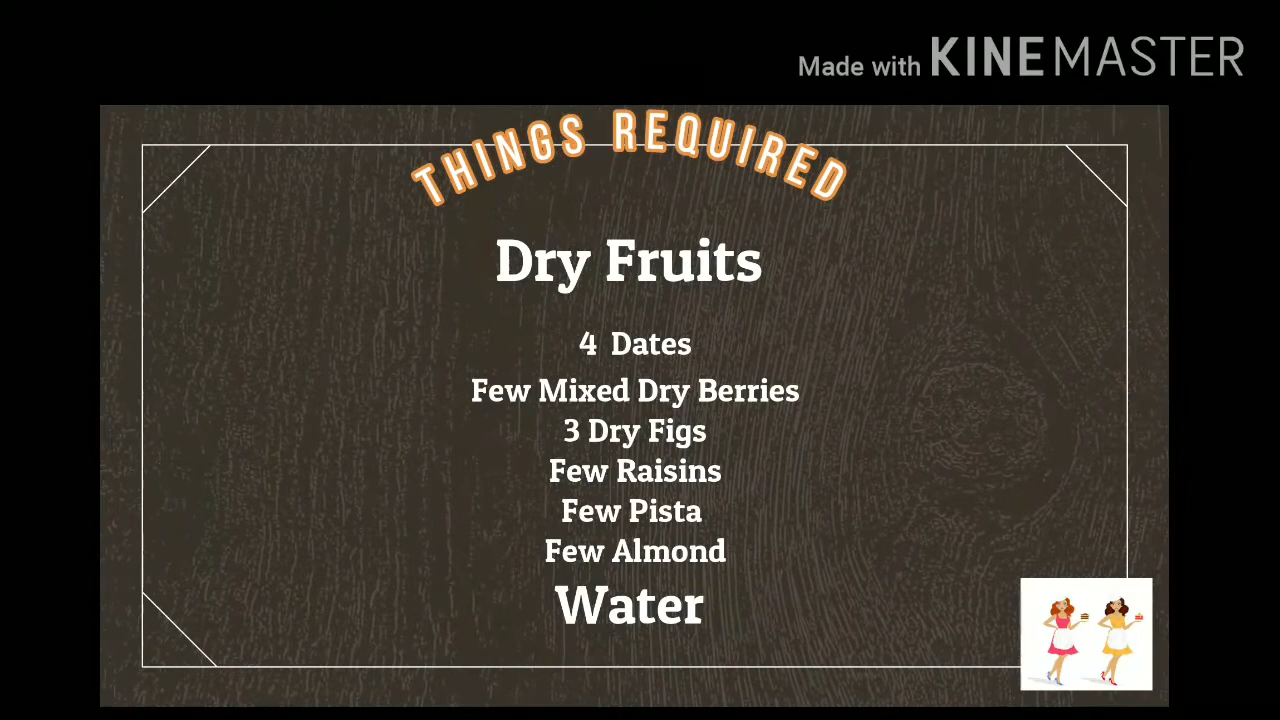 Made with KINEMASTER
THINGS REQUIRED
Dry Fruits
4 Dates
Few Mixed Dry Berries
3 Dry Figs
Few Raisins
Few Pista
Few Almond
Water